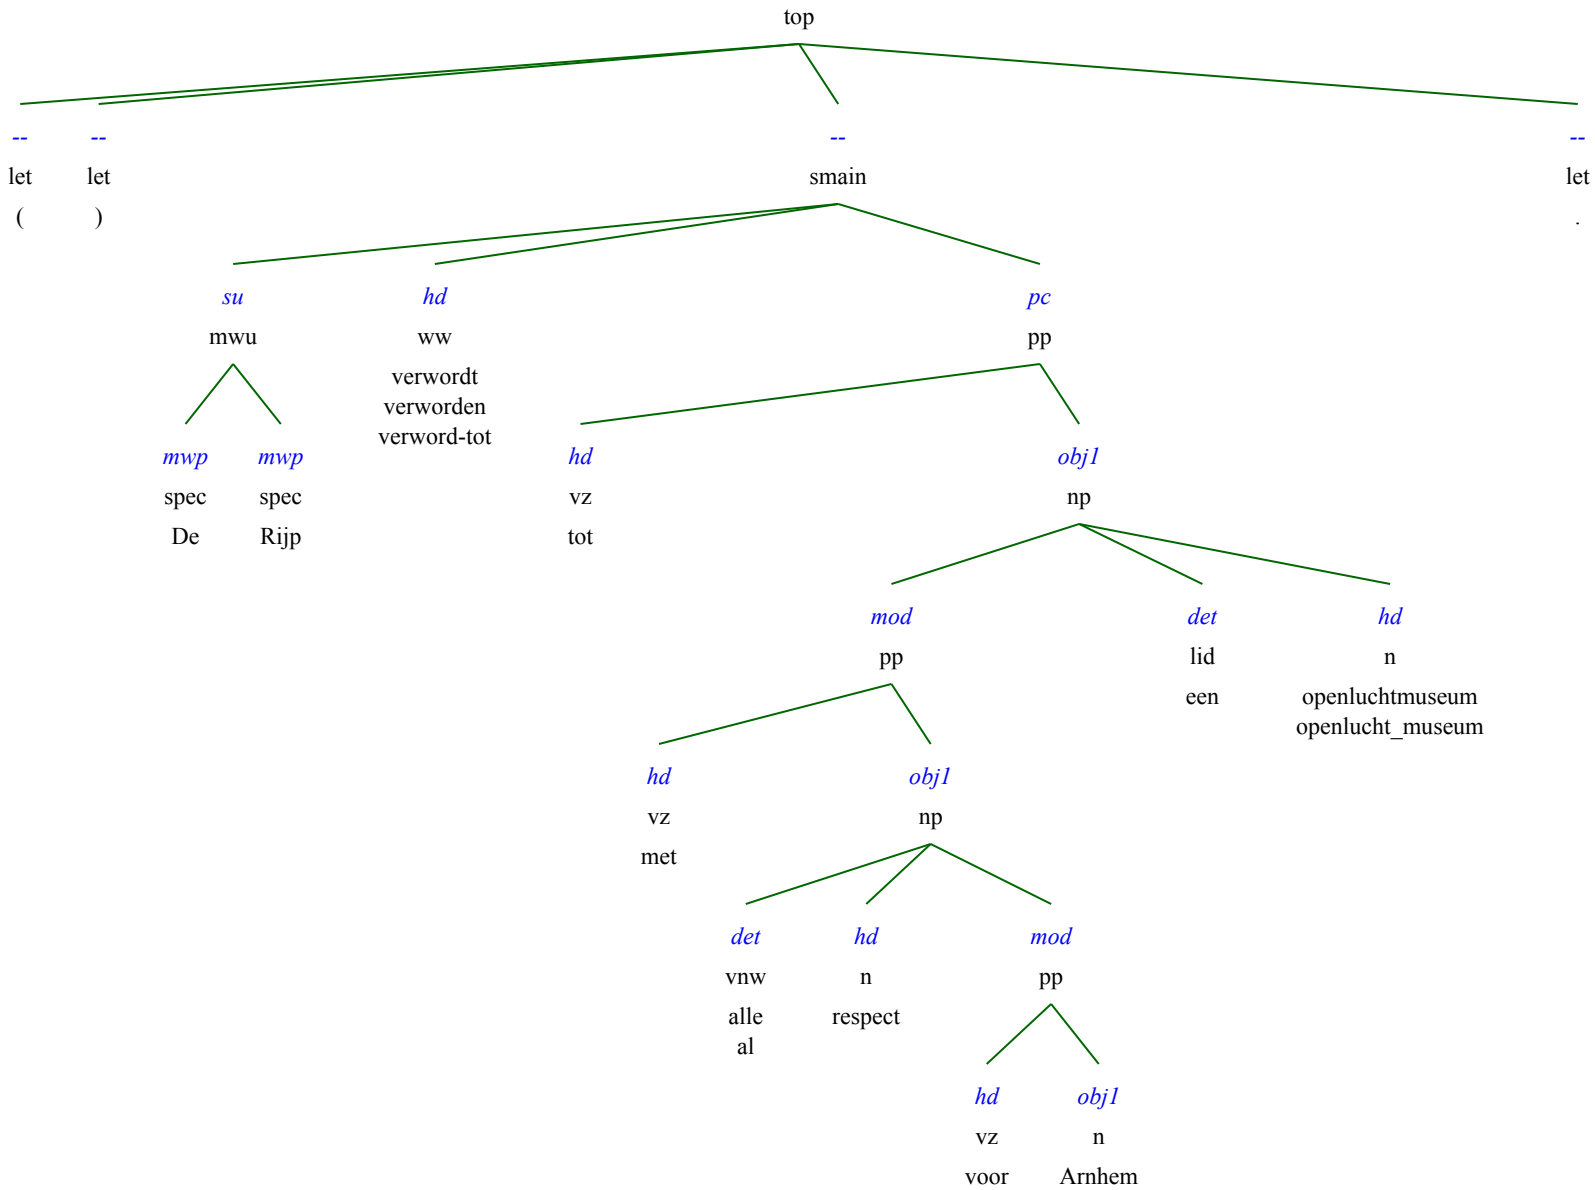 top
-- -- -- --
let let smain let
( ) .
su hd pc
mwu ww pp
verwordt
verworden
verword-tot
mwp mwp hd obj1
spec spec vz np
De Rijp tot
mod det hd
pp lid n
een openluchtmuseum
openlucht_museum
hd obj1
vz np
met
det hd mod
vnw n pp
alle respect
al
hd obj1
vz n
voor Arnhem